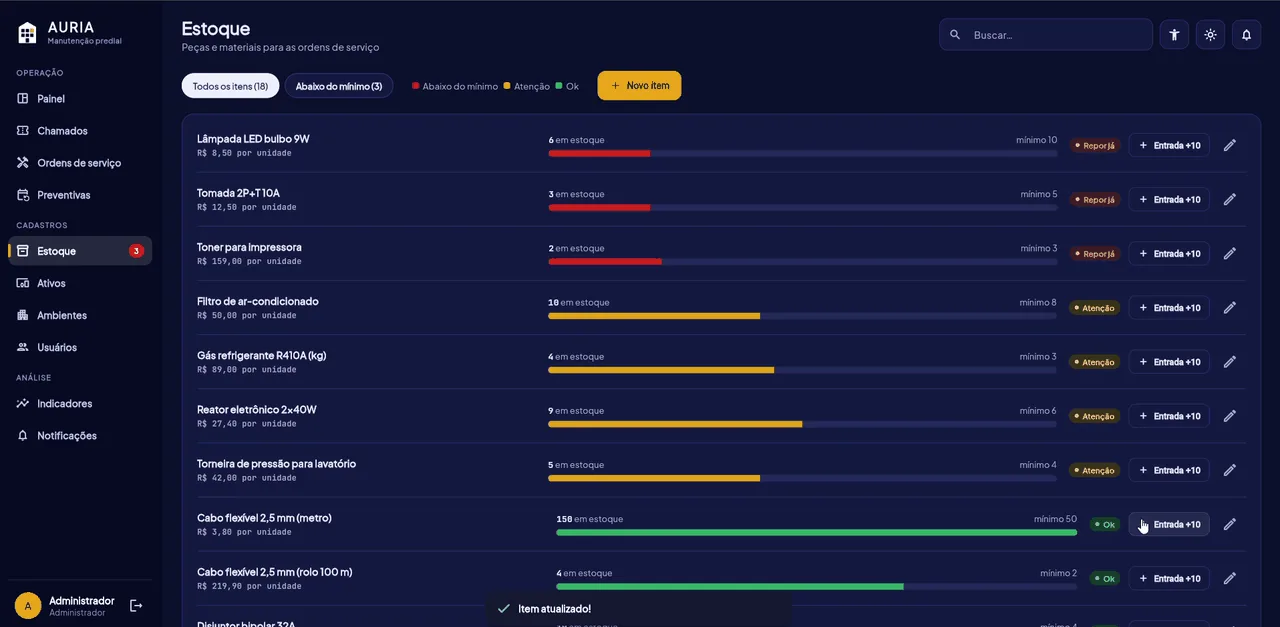 AURIA
Manutenção predial
OPERAÇÃO
Painel
Chamados
Ordens de serviço
Preventivas
CADASTROS
Estoque 3
Ativos
Ambientes
Usuários
ANÁLISE
Indicadores
Notificações
A Administrador
Administrador
Estoque
Peças e materiais para as ordens de serviço
Buscar...
Todos os itens (18) Abaixo do mínimo (3) Abaixo do mínimo Atenção Ok + Novo item
Lâmpada LED bulbo 9W 6 em estoque mínimo 10 Repor já + Entrada +10
R$ 8,50 por unidade
Tomada 2P+T 10A 3 em estoque mínimo 5 Repor já + Entrada +10
R$ 12,50 por unidade
Toner para impressora 2 em estoque mínimo 3 Repor já + Entrada +10
R$ 159,00 por unidade
Filtro de ar-condicionado 10 em estoque mínimo 8 Atenção + Entrada +10
R$ 50,00 por unidade
Gás refrigerante R410A (kg) 4 em estoque mínimo 3 Atenção + Entrada +10
R$ 89,00 por unidade
Reator eletrônico 2x40W 9 em estoque mínimo 6 Atenção + Entrada +10
R$ 27,40 por unidade
Torneira de pressão para lavatório 5 em estoque mínimo 4 Atenção + Entrada +10
R$ 42,00 por unidade
Cabo flexível 2,5 mm (metro) 150 em estoque mínimo 50 Ok + Entrada +10
R$ 3,80 por unidade
Cabo flexível 2,5 mm (rolo 100 m) 4 em estoque mínimo 2 Ok + Entrada +10
R$ 219,90 por unidade
Item atualizado!
Disjuntor bipolar 32A mínimo 4